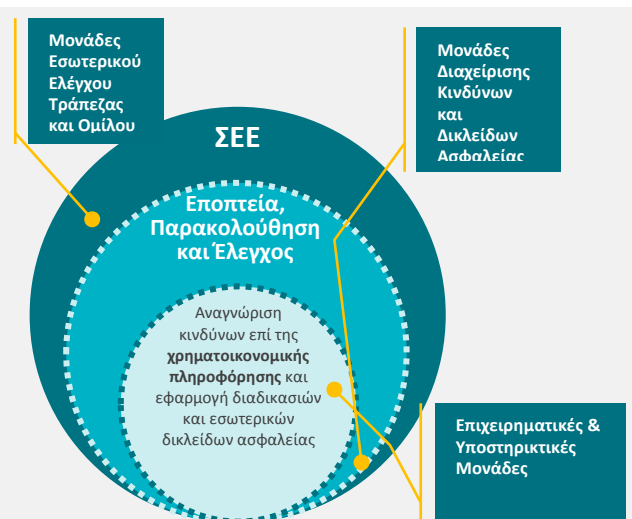 Μονάδες
Εσωτερικού
Ελέγχου
Τράπεζας
και Ομίλου
Μονάδες
Διαχείρισης
Κινδύνων
και
Δικλείδων
Ασφαλείας
ΣΕΕ
Εποπτεία,
Παρακολούθηση
και Έλεγχος
Αναγνώριση
κινδύνων επί της
χρηματοικονομικής
πληροφόρησης και
εφαρμογή διαδικασιών
και εσωτερικών
δικλείδων ασφαλείας
Επιχειρηματικές &
Υποστηρικτικές
Μονάδες